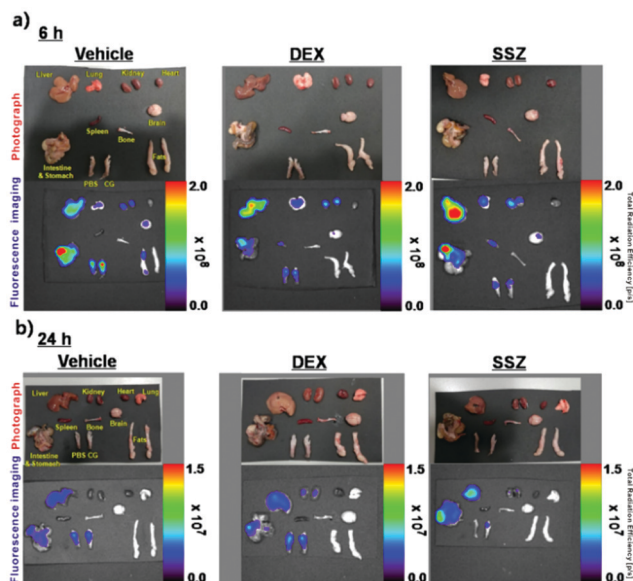 a)
6 h
Vehicle
DEX
SSZ
Photograph
Liver
Lung
Kidney
Heart
Spleen
Brain
Bone
Intestine
& Stomach
Fats
PBS CG
Fluorescence imaging
2.0
x 10⁸
0.0
2.0
x 10⁸
0.0
2.0
x 10⁸
0.0
Total Radiation Efficiency [p/s]
b)
24 h
Vehicle
DEX
SSZ
Photograph
Liver
Kidney
Heart
Lung
Spleen
Bone
Brain
Intestine
& Stomach
PBS CG
Fats
Fluorescence imaging
1.5
x 10⁷
0.0
1.5
x 10⁷
0.0
1.5
x 10⁷
0.0
Total Radiation Efficiency [p/s]